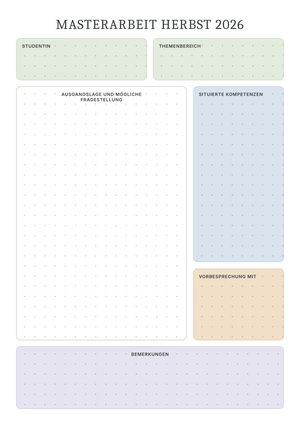 MASTERARBEIT HERBST 2026
STUDENTIN
THEMENBEREICH
AUSGANGSLAGE UND MÖGLICHE
FRAGESTELLUNG
SITUIERTE KOMPETENZEN
VORBESPRECHUNG MIT
BEMERKUNGEN